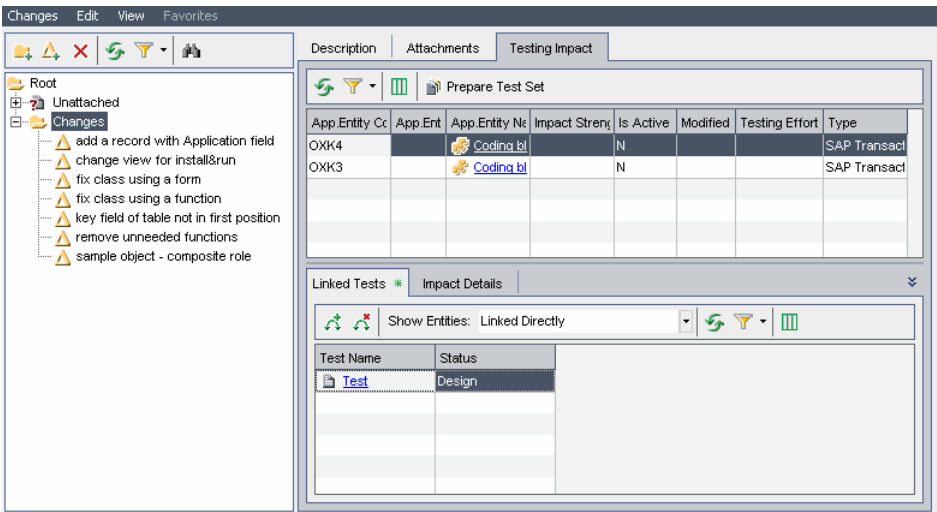 Changes Edit View Favorites
Description Attachments Testing Impact
Root
Unattached
Changes
add a record with Application field
change view for install&run
fix class using a form
fix class using a function
key field of table not in first position
remove unneeded functions
sample object - composite role
Prepare Test Set
App.Entity Cc App.Ent App.Entity Ne Impact Streng Is Active Modified Testing Effort Type
OXK4 Coding bl N SAP Transact
OXK3 Coding bl N SAP Transact
Linked Tests Impact Details
Show Entities: Linked Directly
Test Name Status
Test Design